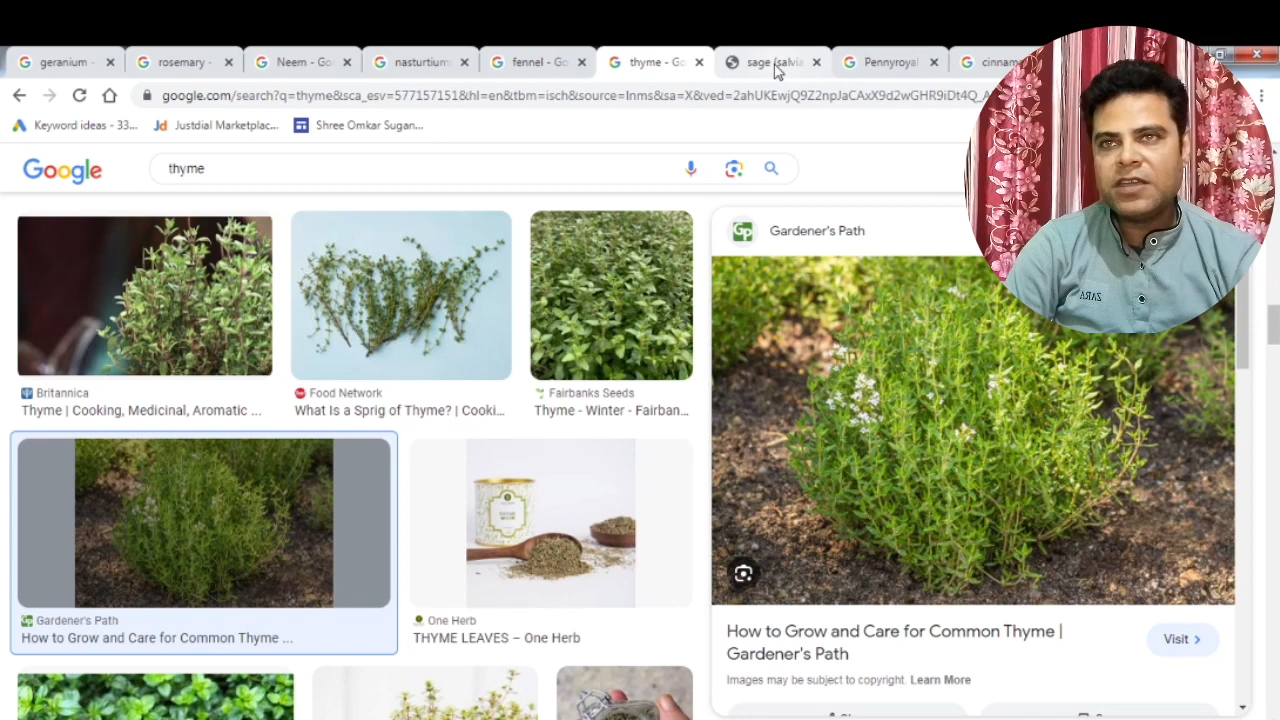 geranium -
rosemary -
Neem - Go
nasturtium
fennel - Go
thyme - Go
sage (salvia
Pennyroyal
cinnam
google.com/search?q=thyme&sca_esv=577157151&hl=en&tbm=isch&source=lnms&sa=X&ved=2ahUKEwjQ9Z2npJaCAxX9d2wGHR9iDt4Q_A
Keyword ideas - 33...
Jd Justdial Marketplac...
Shree Omkar Sugan...
Google
thyme
Gp Gardener's Path
ZARA
Britannica
Thyme | Cooking, Medicinal, Aromatic ...
Food Network
What Is a Sprig of Thyme? | Cooki...
Fairbanks Seeds
Thyme - Winter - Fairban...
Gardener's Path
How to Grow and Care for Common Thyme ...
One Herb
THYME LEAVES – One Herb
How to Grow and Care for Common Thyme |
Gardener's Path
Visit
Images may be subject to copyright. Learn More